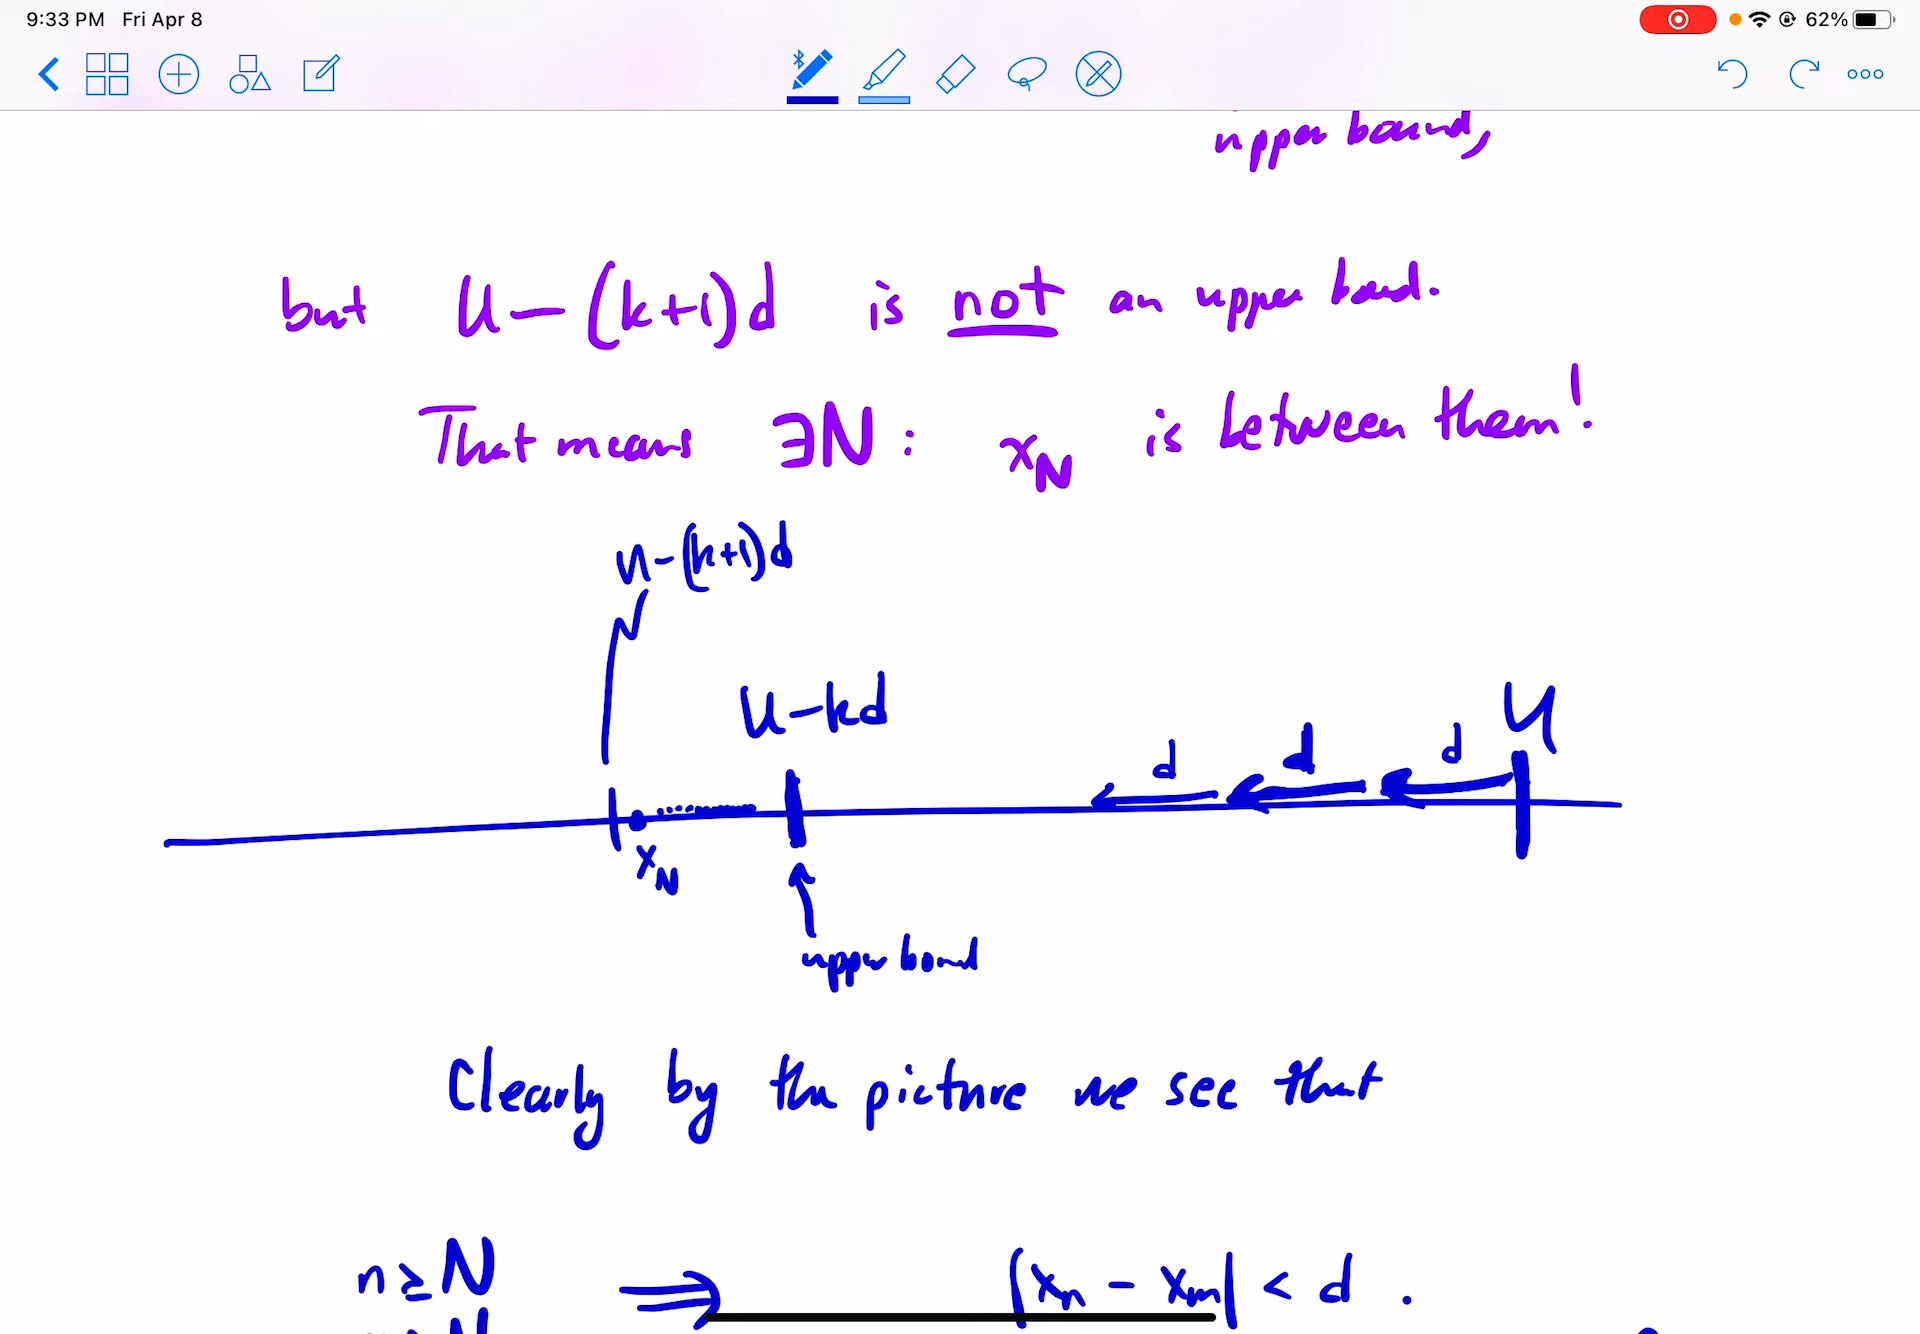 9:33 PM Fri Apr 8 62%
upper bound,
but U-(k+1)d is not an upper bound.
That means ∃N: x_N is between them!
u-(k+1)d
U-kd
d d d U
x_N
upper bound
Clearly by the picture we see that
n≥N ⟹ |x_n - x_m| < d.